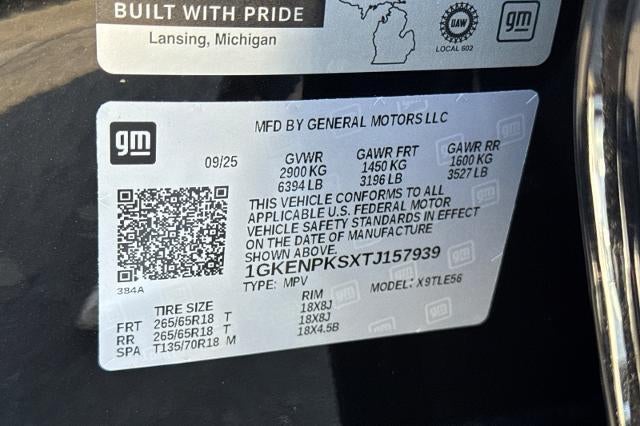 BUILT WITH PRIDE
Lansing, Michigan
UAW
LOCAL 602
gm
gm
MFD BY GENERAL MOTORS LLC
09/25 GVWR GAWR FRT GAWR RR
2900 KG 1450 KG 1600 KG
6394 LB 3196 LB 3527 LB
THIS VEHICLE CONFORMS TO ALL
APPLICABLE U.S. FEDERAL MOTOR
VEHICLE SAFETY STANDARDS IN EFFECT
ON THE DATE OF MANUFACTURE
SHOWN ABOVE.
1GKENPKSXTJ157939
TYPE: MPV MODEL: X9TLE56
384A
TIRE SIZE RIM
FRT 265/65R18 T 18X8J
RR 265/65R18 T 18X8J
SPA T135/70R18 M 18X4.5B